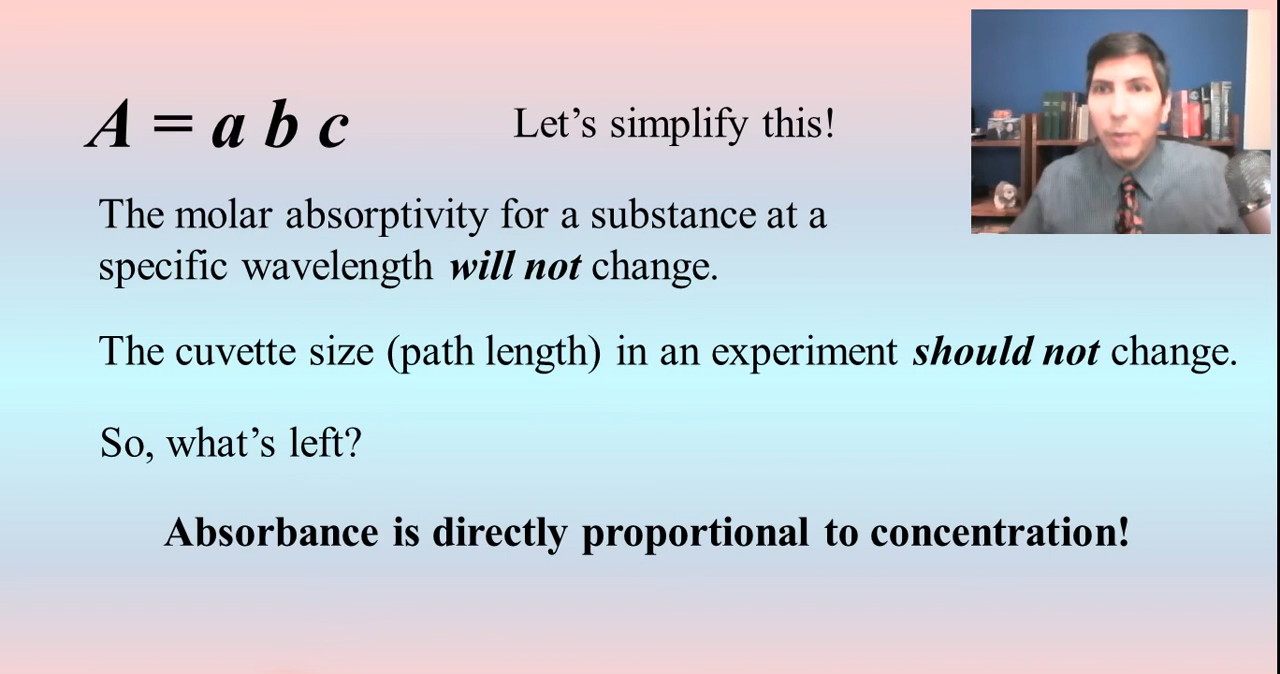 A = a b c
Let’s simplify this!
The molar absorptivity for a substance at a
specific wavelength will not change.
The cuvette size (path length) in an experiment should not change.
So, what’s left?
Absorbance is directly proportional to concentration!